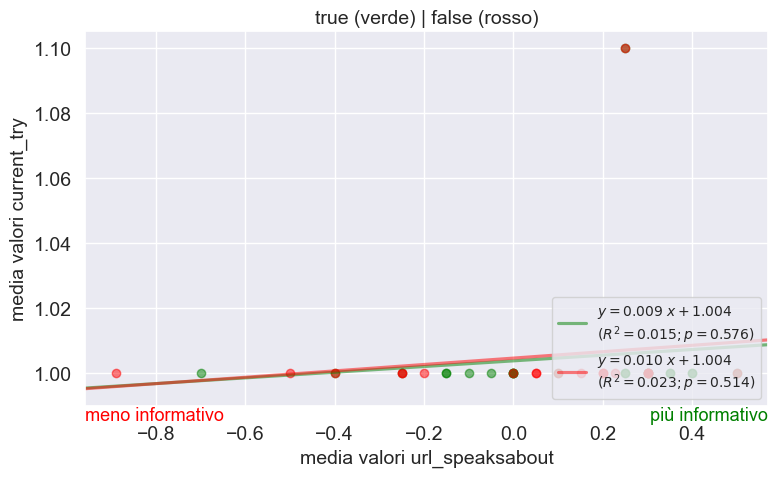 true (verde) | false (rosso)
media valori current_try
1.10
1.08
1.06
1.04
1.02
1.00
y = 0.009 x + 1.004
(R² = 0.015; p = 0.576)
y = 0.010 x + 1.004
(R² = 0.023; p = 0.514)
meno informativo
più informativo
−0.8 −0.6 −0.4 −0.2 0.0 0.2 0.4
media valori url_speaksabout